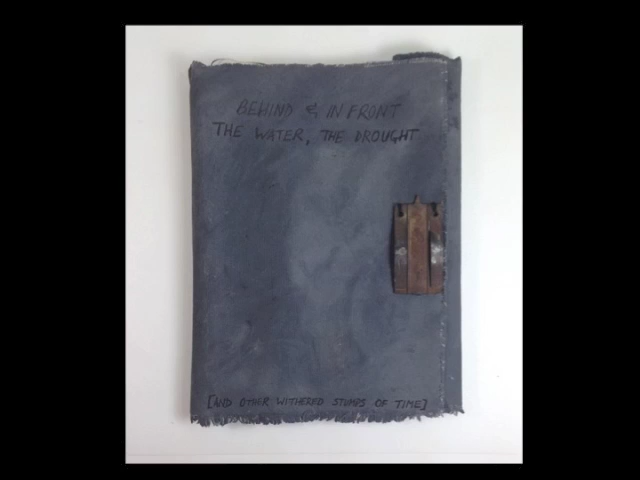 BEHIND & IN FRONT
THE WATER, THE DROUGHT
[AND OTHER WITHERED STUMPS OF TIME]